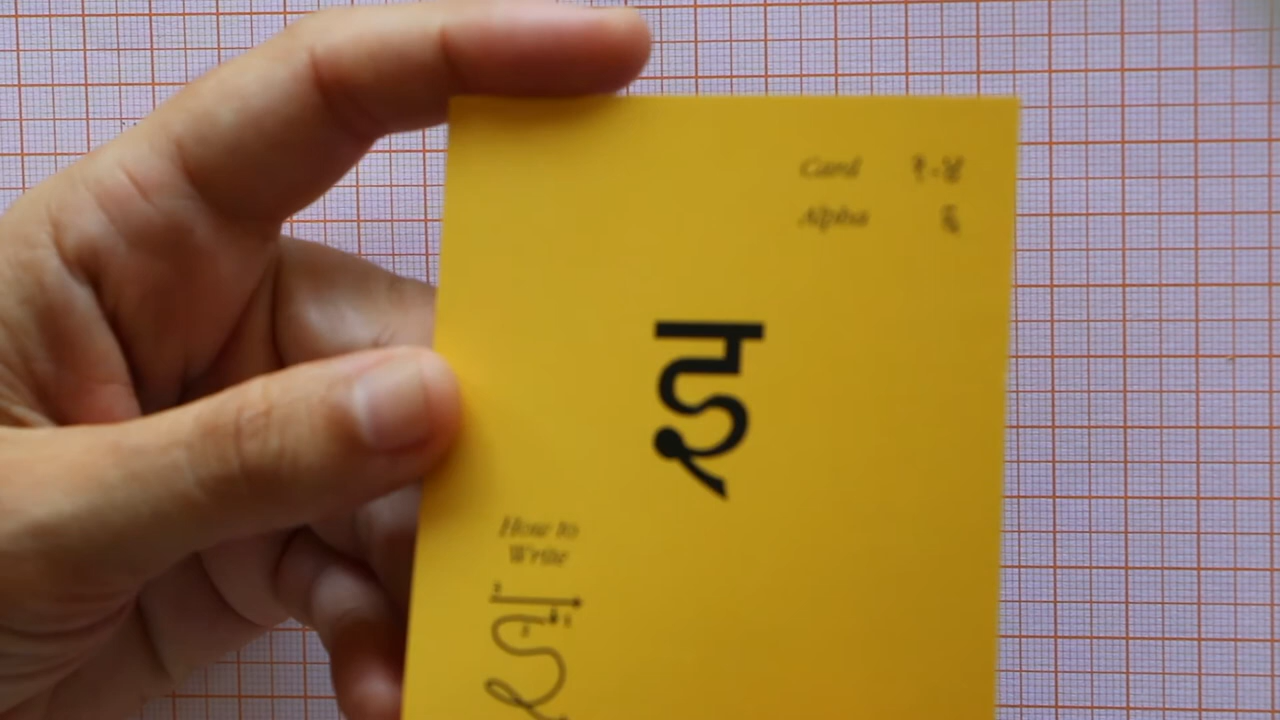 Card
Alpha
इ
How to
Write
इ